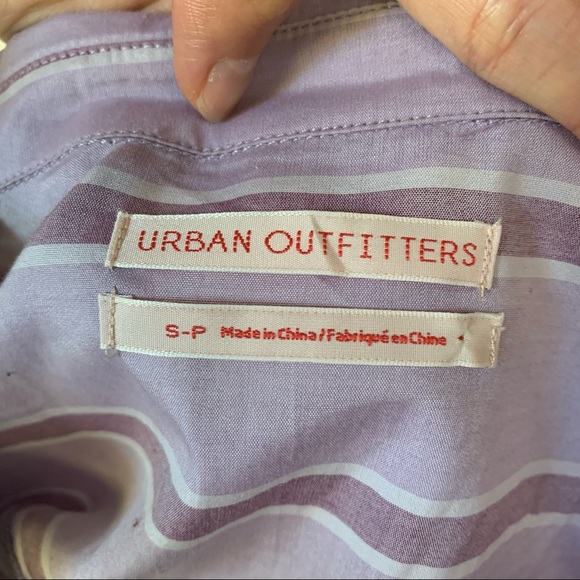 URBAN OUTFITTERS
S-P Made in China/Fabriqué en Chine